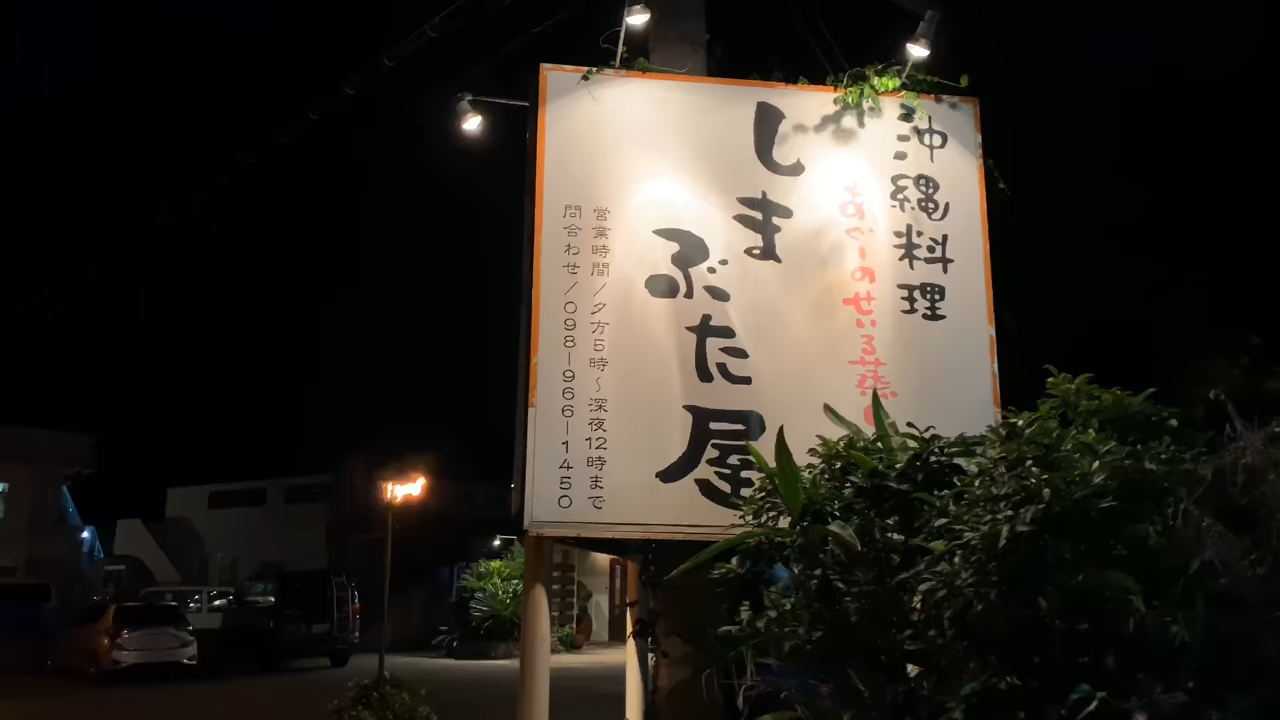 沖縄料理
あぐーのせいろ蒸し
しま
ぶた屋
営業時間/夕方5時~深夜12時まで
問合わせ/098-966-1450